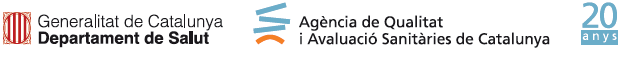 Generalitat de Catalunya
Departament de Salut
Agència de Qualitat
i Avaluació Sanitàries de Catalunya
20
anys